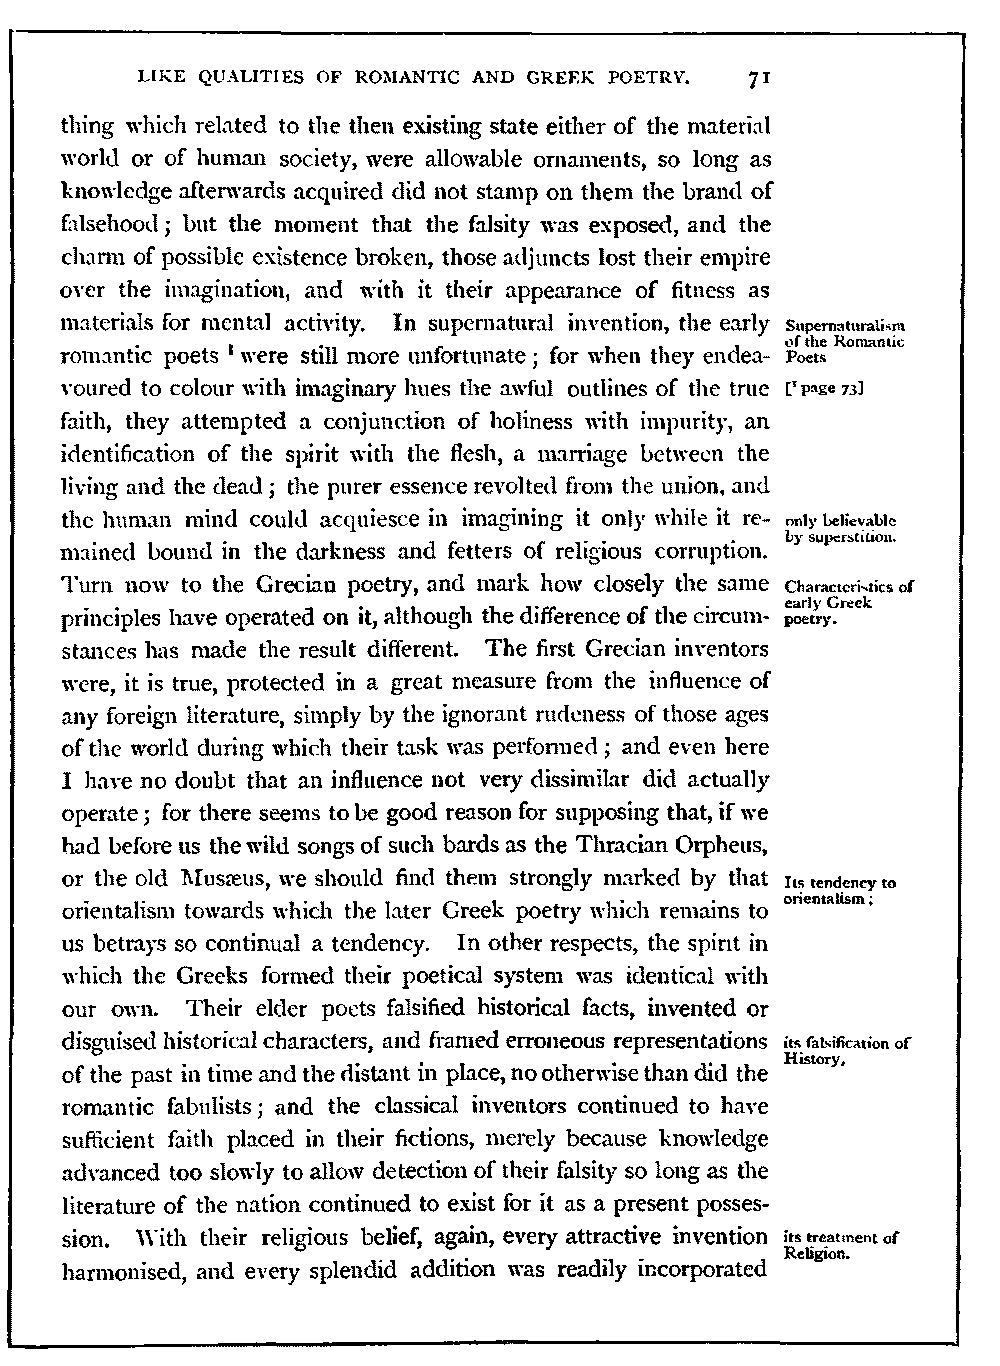 LIKE QUALITIES OF ROMANTIC AND GREEK POETRY. 71
thing which related to the then existing state either of the material
world or of human society, were allowable ornaments, so long as
knowledge afterwards acquired did not stamp on them the brand of
falsehood; but the moment that the falsity was exposed, and the
charm of possible existence broken, those adjuncts lost their empire
over the imagination, and with it their appearance of fitness as
materials for mental activity. In supernatural invention, the early
romantic poets ¹ were still more unfortunate; for when they endea-
voured to colour with imaginary hues the awful outlines of the true
faith, they attempted a conjunction of holiness with impurity, an
identification of the spirit with the flesh, a marriage between the
living and the dead; the purer essence revolted from the union, and
the human mind could acquiesce in imagining it only while it re-
mained bound in the darkness and fetters of religious corruption.
Turn now to the Grecian poetry, and mark how closely the same
principles have operated on it, although the difference of the circum-
stances has made the result different. The first Grecian inventors
were, it is true, protected in a great measure from the influence of
any foreign literature, simply by the ignorant rudeness of those ages
of the world during which their task was performed; and even here
I have no doubt that an influence not very dissimilar did actually
operate; for there seems to be good reason for supposing that, if we
had before us the wild songs of such bards as the Thracian Orpheus,
or the old Musæus, we should find them strongly marked by that
orientalism towards which the later Greek poetry which remains to
us betrays so continual a tendency. In other respects, the spirit in
which the Greeks formed their poetical system was identical with
our own. Their elder poets falsified historical facts, invented or
disguised historical characters, and framed erroneous representations
of the past in time and the distant in place, no otherwise than did the
romantic fabulists; and the classical inventors continued to have
sufficient faith placed in their fictions, merely because knowledge
advanced too slowly to allow detection of their falsity so long as the
literature of the nation continued to exist for it as a present posses-
sion. With their religious belief, again, every attractive invention
harmonised, and every splendid addition was readily incorporated
Supernaturalism
of the Romantic
Poets
[¹ page 73]
only believable
by superstition.
Characteristics of
early Greek
poetry.
Its tendency to
orientalism;
its falsification of
History,
its treatment of
Religion.